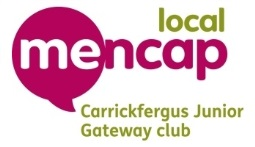 local
mencap
Carrickfergus Junior
Gateway club